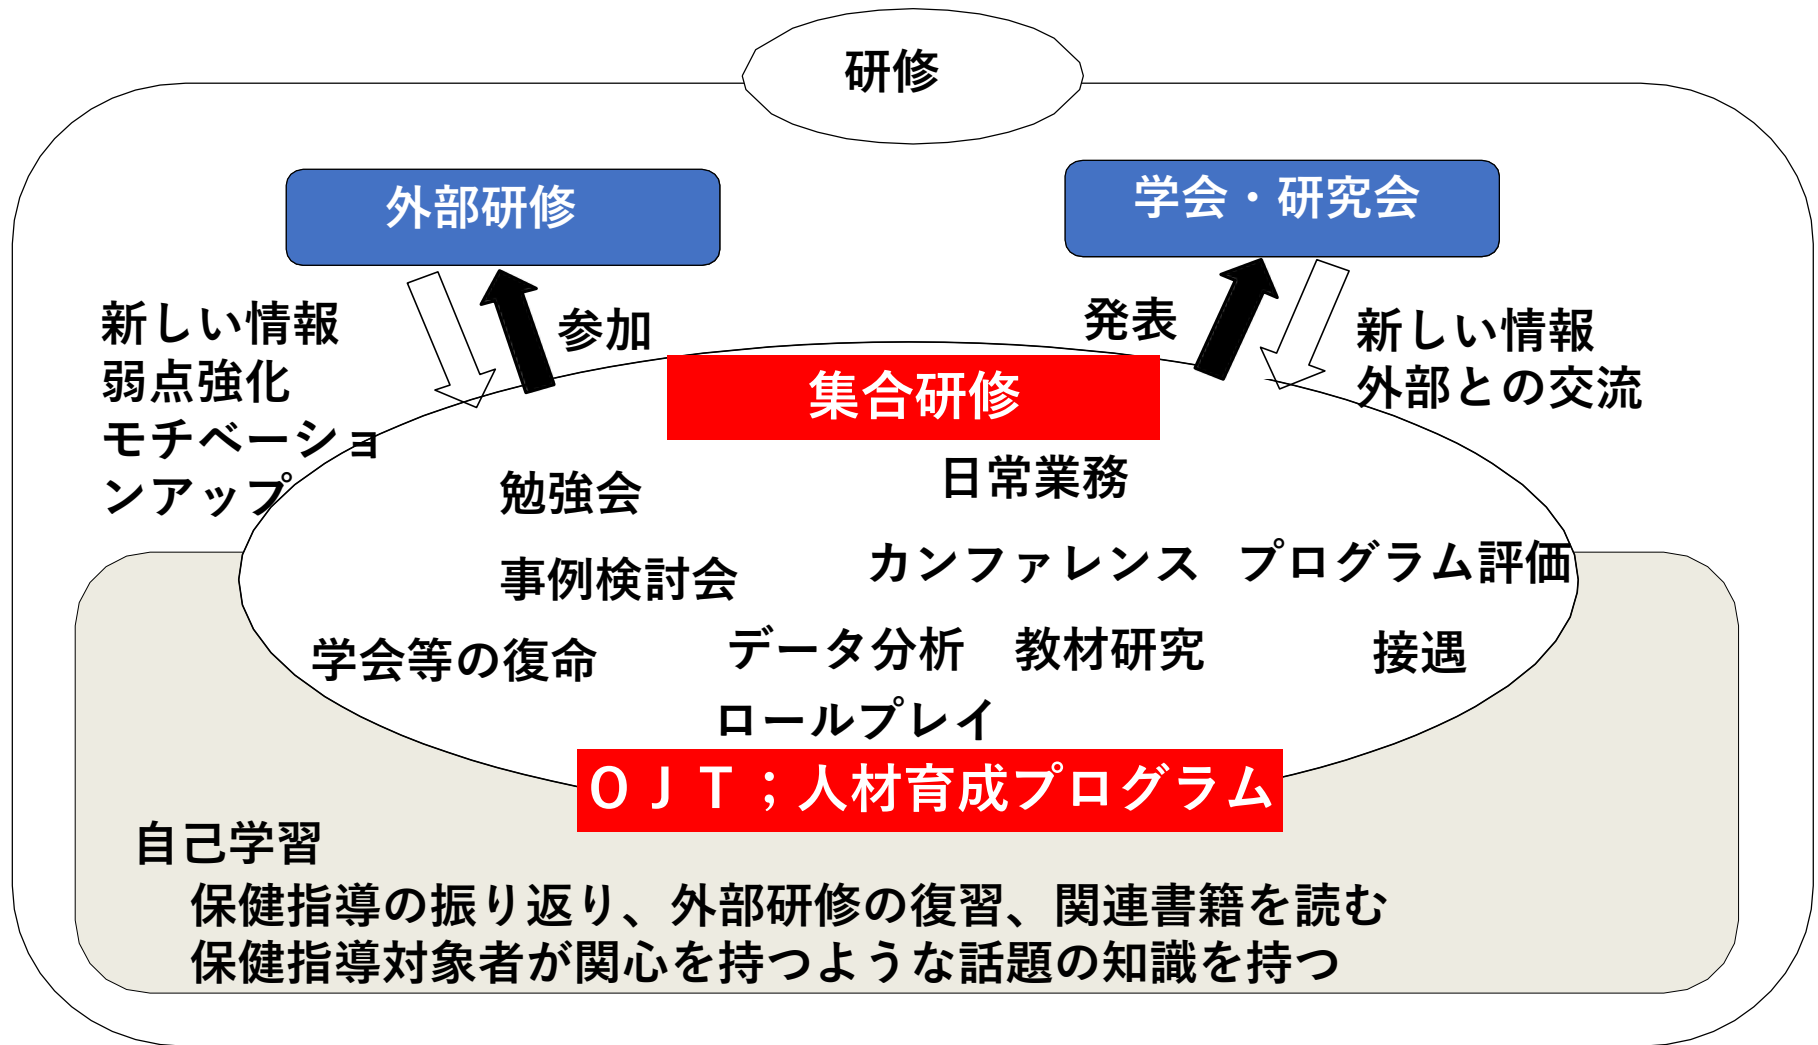 研修
外部研修
学会・研究会
新しい情報
弱点強化
モチベーショ
ンアップ
参加
発表
新しい情報
外部との交流
集合研修
勉強会
日常業務
事例検討会
カンファレンス プログラム評価
学会等の復命
データ分析 教材研究
接遇
ロールプレイ
OJT;人材育成プログラム
自己学習
保健指導の振り返り、外部研修の復習、関連書籍を読む
保健指導対象者が関心を持つような話題の知識を持つ